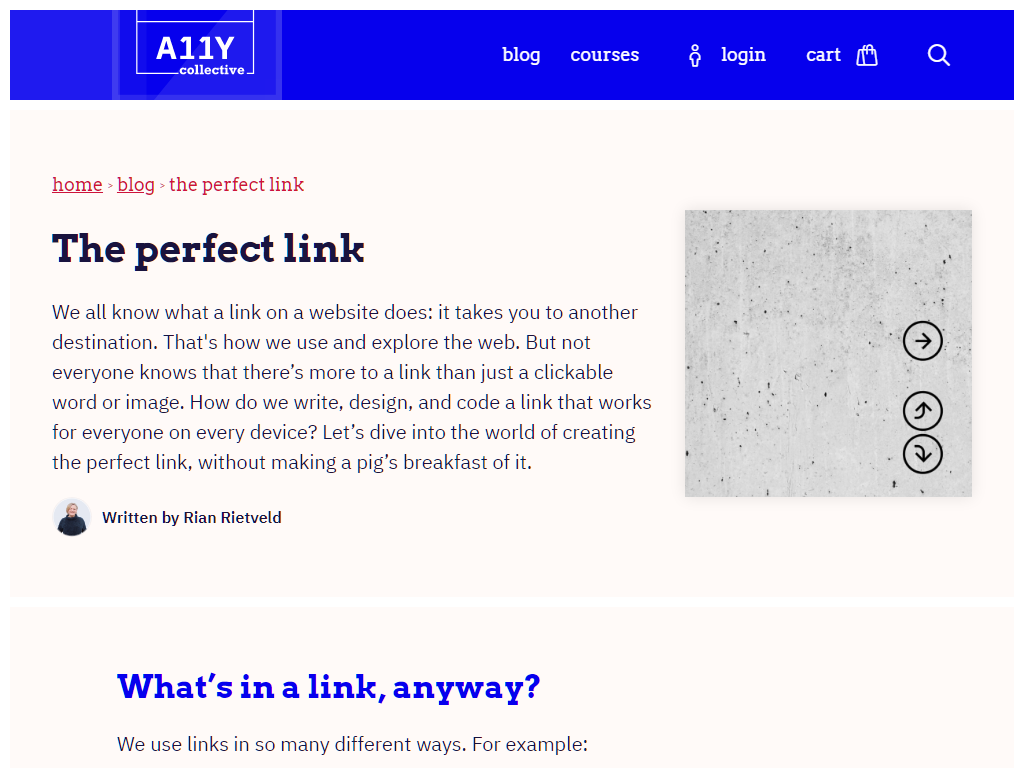 A11Y
collective
blog
courses
login
cart
home > blog > the perfect link
The perfect link
We all know what a link on a website does: it takes you to another
destination. That's how we use and explore the web. But not
everyone knows that there’s more to a link than just a clickable
word or image. How do we write, design, and code a link that works
for everyone on every device? Let’s dive into the world of creating
the perfect link, without making a pig’s breakfast of it.
Written by Rian Rietveld
What’s in a link, anyway?
We use links in so many different ways. For example: